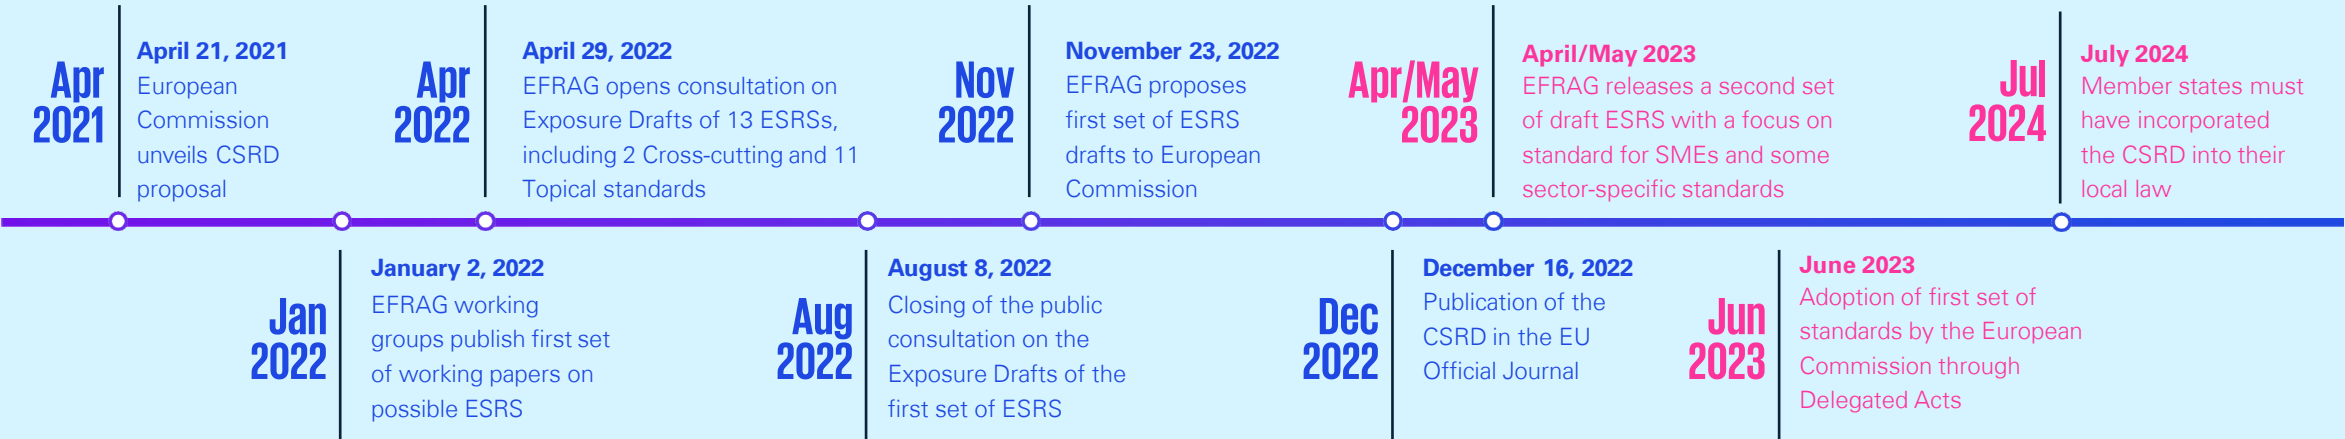 Apr
2021
April 21, 2021
European
Commission
unveils CSRD
proposal
Jan
2022
January 2, 2022
EFRAG working
groups publish first set
of working papers on
possible ESRS
Apr
2022
April 29, 2022
EFRAG opens consultation on
Exposure Drafts of 13 ESRSs,
including 2 Cross-cutting and 11
Topical standards
Aug
2022
August 8, 2022
Closing of the public
consultation on the
Exposure Drafts of the
first set of ESRS
Nov
2022
November 23, 2022
EFRAG proposes
first set of ESRS
drafts to European
Commission
Dec
2022
December 16, 2022
Publication of the
CSRD in the EU
Official Journal
Apr/May
2023
April/May 2023
EFRAG releases a second set
of draft ESRS with a focus on
standard for SMEs and some
sector-specific standards
Jun
2023
June 2023
Adoption of first set of
standards by the European
Commission through
Delegated Acts
Jul
2024
July 2024
Member states must
have incorporated
the CSRD into their
local law